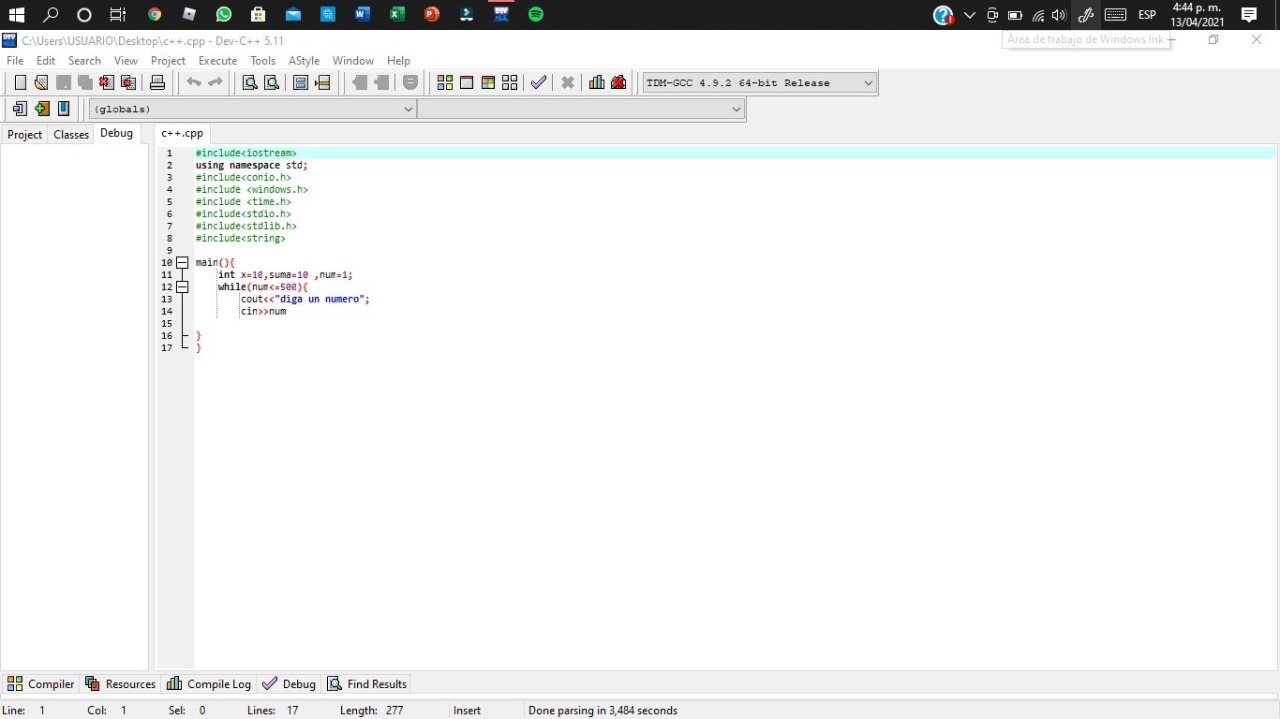 4:44 p. m.
ESP
13/04/2021
C:\Users\USUARIO\Desktop\c++.cpp - Dev-C++ 5.11
Área de trabajo de Windows Ink
File Edit Search View Project Execute Tools AStyle Window Help
TDM-GCC 4.9.2 64-bit Release
(globals)
Project Classes Debug c++.cpp
1 #include<iostream>
2 using namespace std;
3 #include<conio.h>
4 #include <windows.h>
5 #include <time.h>
6 #include<stdio.h>
7 #include<stdlib.h>
8 #include<string>
9
10 main(){
11 int x=10,suma=10 ,num=1;
12 while(num<=500){
13 cout<<"diga un numero";
14 cin>>num
15
16 }
17 }
Compiler Resources Compile Log Debug Find Results
Line: 1 Col: 1 Sel: 0 Lines: 17 Length: 277 Insert Done parsing in 3,484 seconds